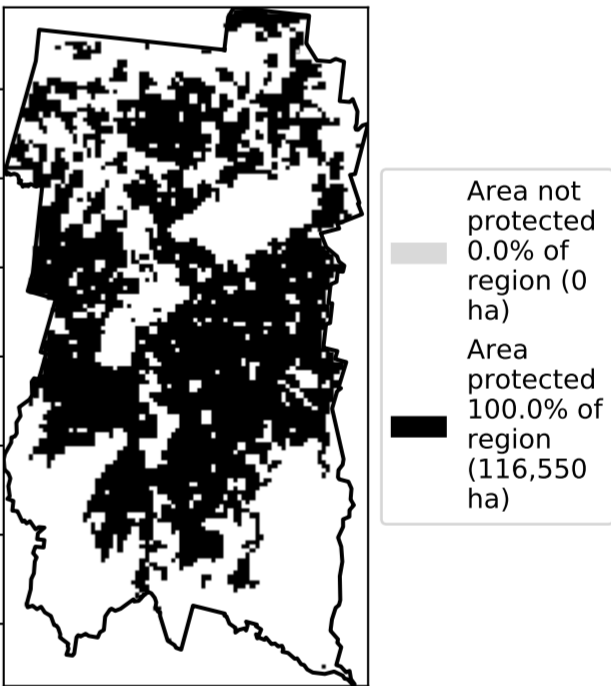 Area not
protected
0.0% of
region (0
ha)
Area
protected
100.0% of
region
(116,550
ha)